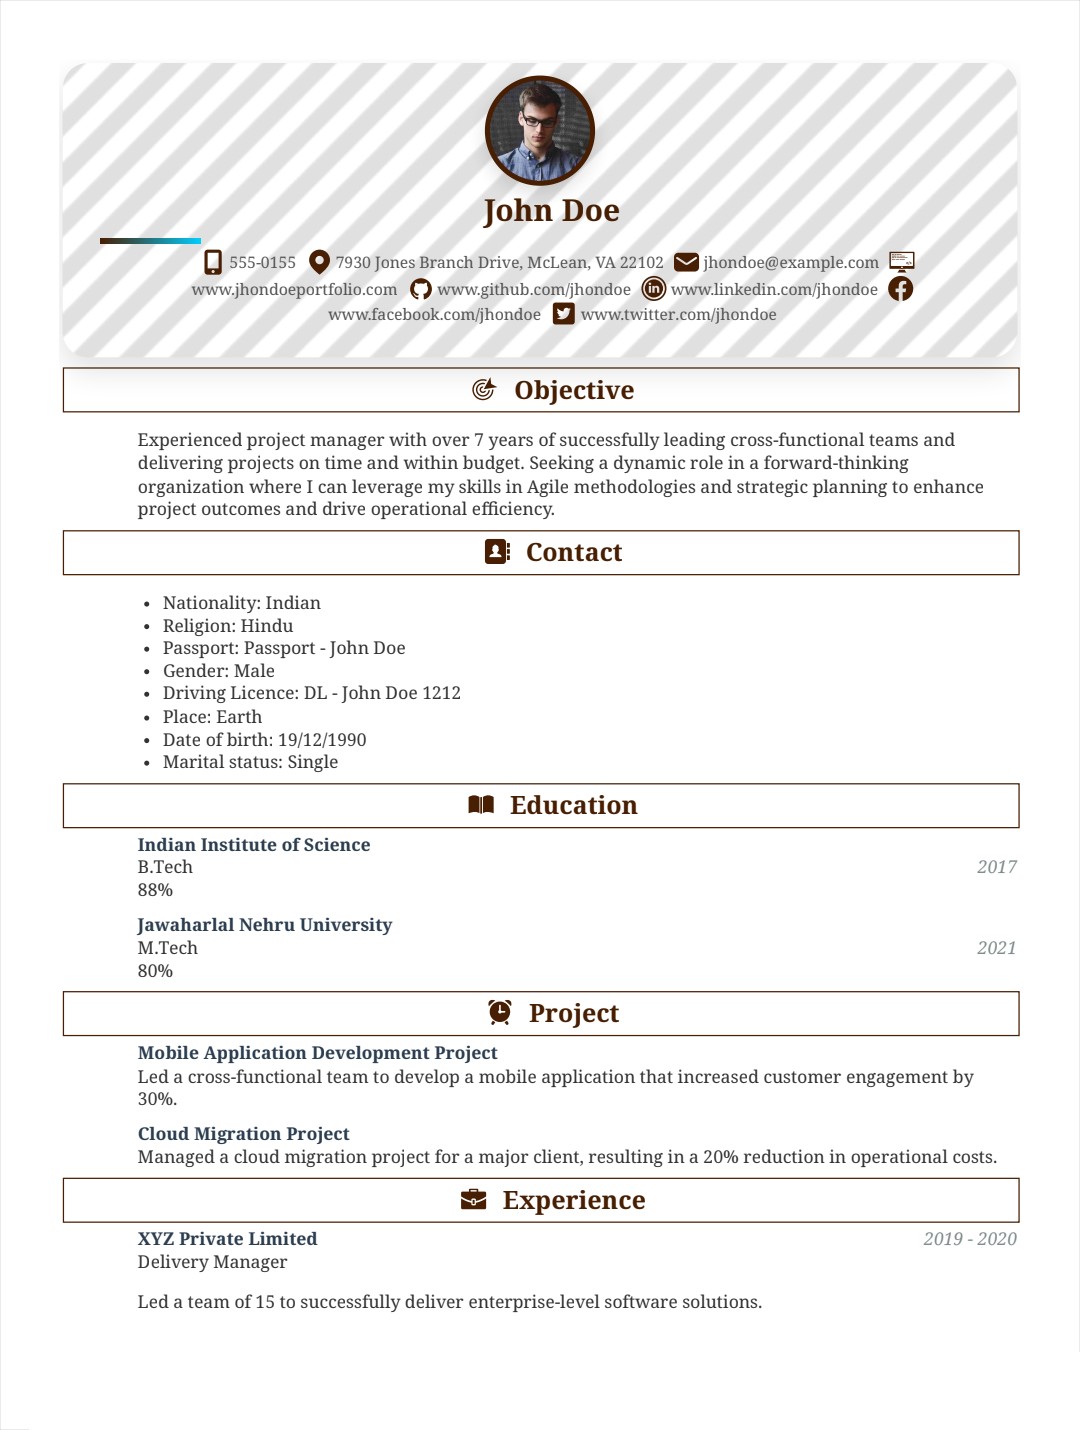 John Doe
555-0155 7930 Jones Branch Drive, McLean, VA 22102 jhondoe@example.com
www.jhondoeportfolio.com www.github.com/jhondoe www.linkedin.com/jhondoe
www.facebook.com/jhondoe www.twitter.com/jhondoe
Objective
Experienced project manager with over 7 years of successfully leading cross-functional teams and
delivering projects on time and within budget. Seeking a dynamic role in a forward-thinking
organization where I can leverage my skills in Agile methodologies and strategic planning to enhance
project outcomes and drive operational efficiency.
Contact
• Nationality: Indian
• Religion: Hindu
• Passport: Passport - John Doe
• Gender: Male
• Driving Licence: DL - John Doe 1212
• Place: Earth
• Date of birth: 19/12/1990
• Marital status: Single
Education
Indian Institute of Science
B.Tech 2017
88%
Jawaharlal Nehru University
M.Tech 2021
80%
Project
Mobile Application Development Project
Led a cross-functional team to develop a mobile application that increased customer engagement by
30%.
Cloud Migration Project
Managed a cloud migration project for a major client, resulting in a 20% reduction in operational costs.
Experience
XYZ Private Limited 2019 - 2020
Delivery Manager
Led a team of 15 to successfully deliver enterprise-level software solutions.